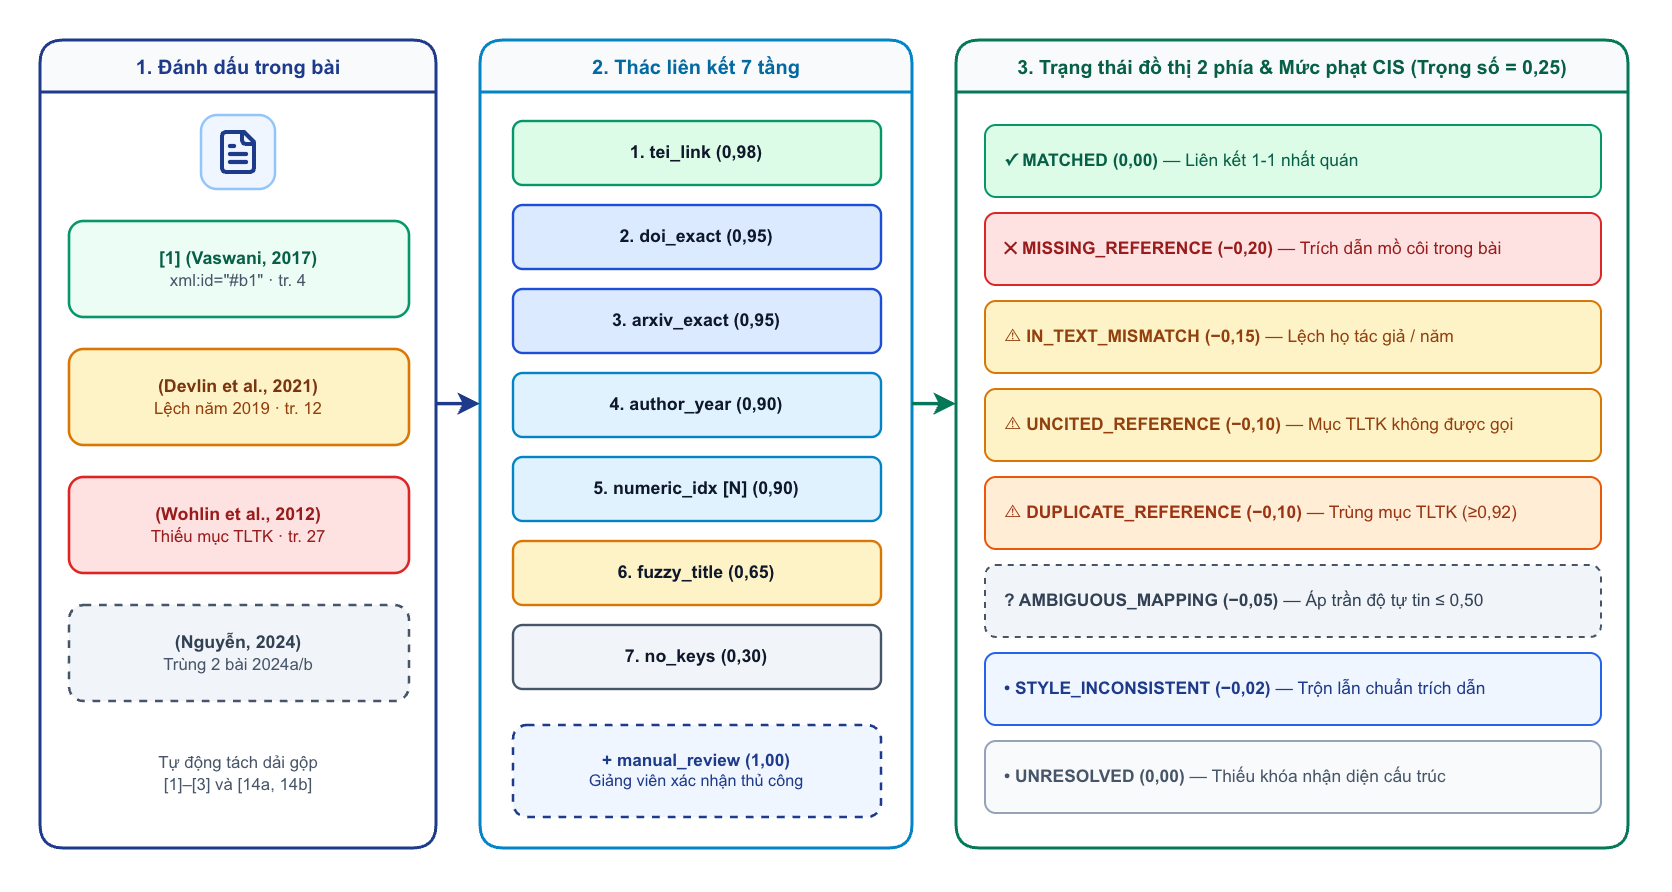 1. Đánh dấu trong bài
[1] (Vaswani, 2017)
xml:id="#b1" · tr. 4
(Devlin et al., 2021)
Lệch năm 2019 · tr. 12
(Wohlin et al., 2012)
Thiếu mục TLTK · tr. 27
(Nguyễn, 2024)
Trùng 2 bài 2024a/b
Tự động tách dải gộp
[1]–[3] và [14a, 14b]
2. Thác liên kết 7 tầng
1. tei_link (0,98)
2. doi_exact (0,95)
3. arxiv_exact (0,95)
4. author_year (0,90)
5. numeric_idx [N] (0,90)
6. fuzzy_title (0,65)
7. no_keys (0,30)
+ manual_review (1,00)
Giảng viên xác nhận thủ công
3. Trạng thái đồ thị 2 phía & Mức phạt CIS (Trọng số = 0,25)
✓ MATCHED (0,00) — Liên kết 1-1 nhất quán
✕ MISSING_REFERENCE (−0,20) — Trích dẫn mồ côi trong bài
⚠ IN_TEXT_MISMATCH (−0,15) — Lệch họ tác giả / năm
⚠ UNCITED_REFERENCE (−0,10) — Mục TLTK không được gọi
⚠ DUPLICATE_REFERENCE (−0,10) — Trùng mục TLTK (≥0,92)
? AMBIGUOUS_MAPPING (−0,05) — Áp trần độ tự tin ≤ 0,50
• STYLE_INCONSISTENT (−0,02) — Trộn lẫn chuẩn trích dẫn
• UNRESOLVED (0,00) — Thiếu khóa nhận diện cấu trúc